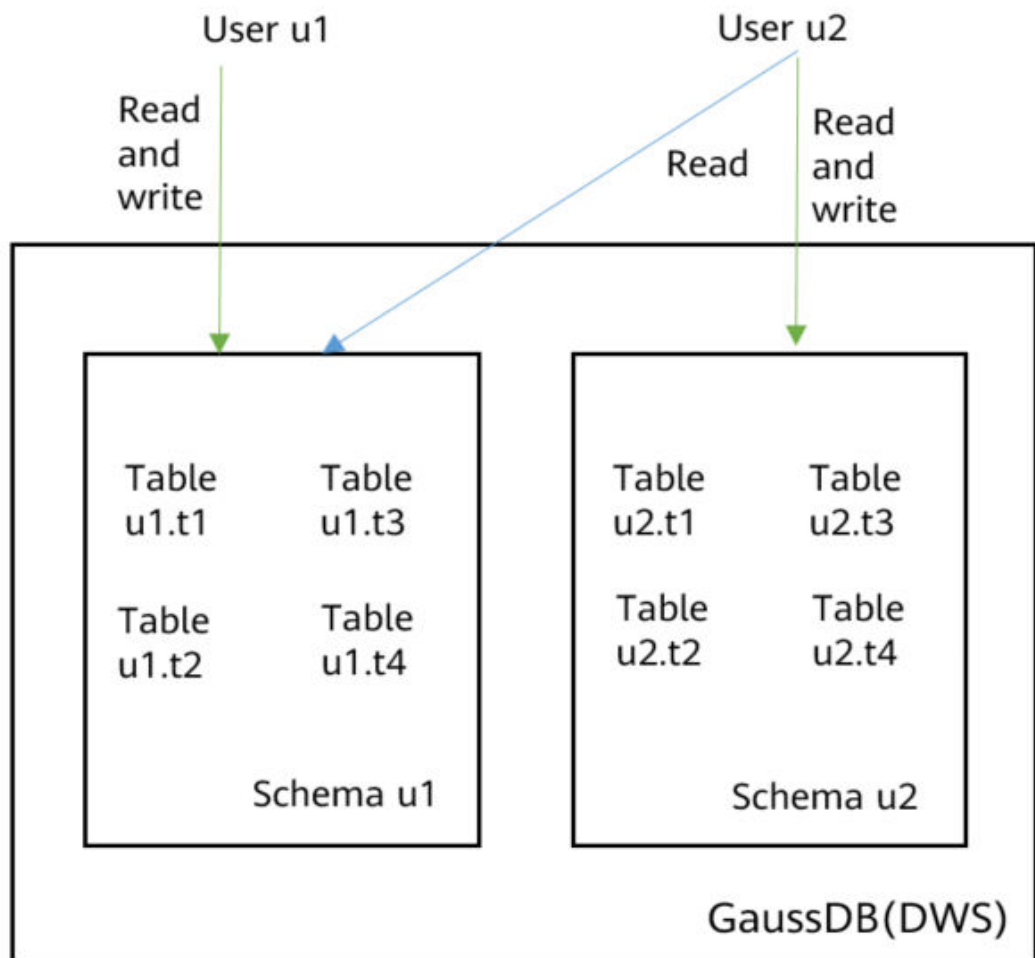 User u1
User u2
Read
and
write
Read
Read
and
write
Table
u1.t1
Table
u1.t3
Table
u1.t2
Table
u1.t4
Schema u1
Table
u2.t1
Table
u2.t3
Table
u2.t2
Table
u2.t4
Schema u2
GaussDB(DWS)